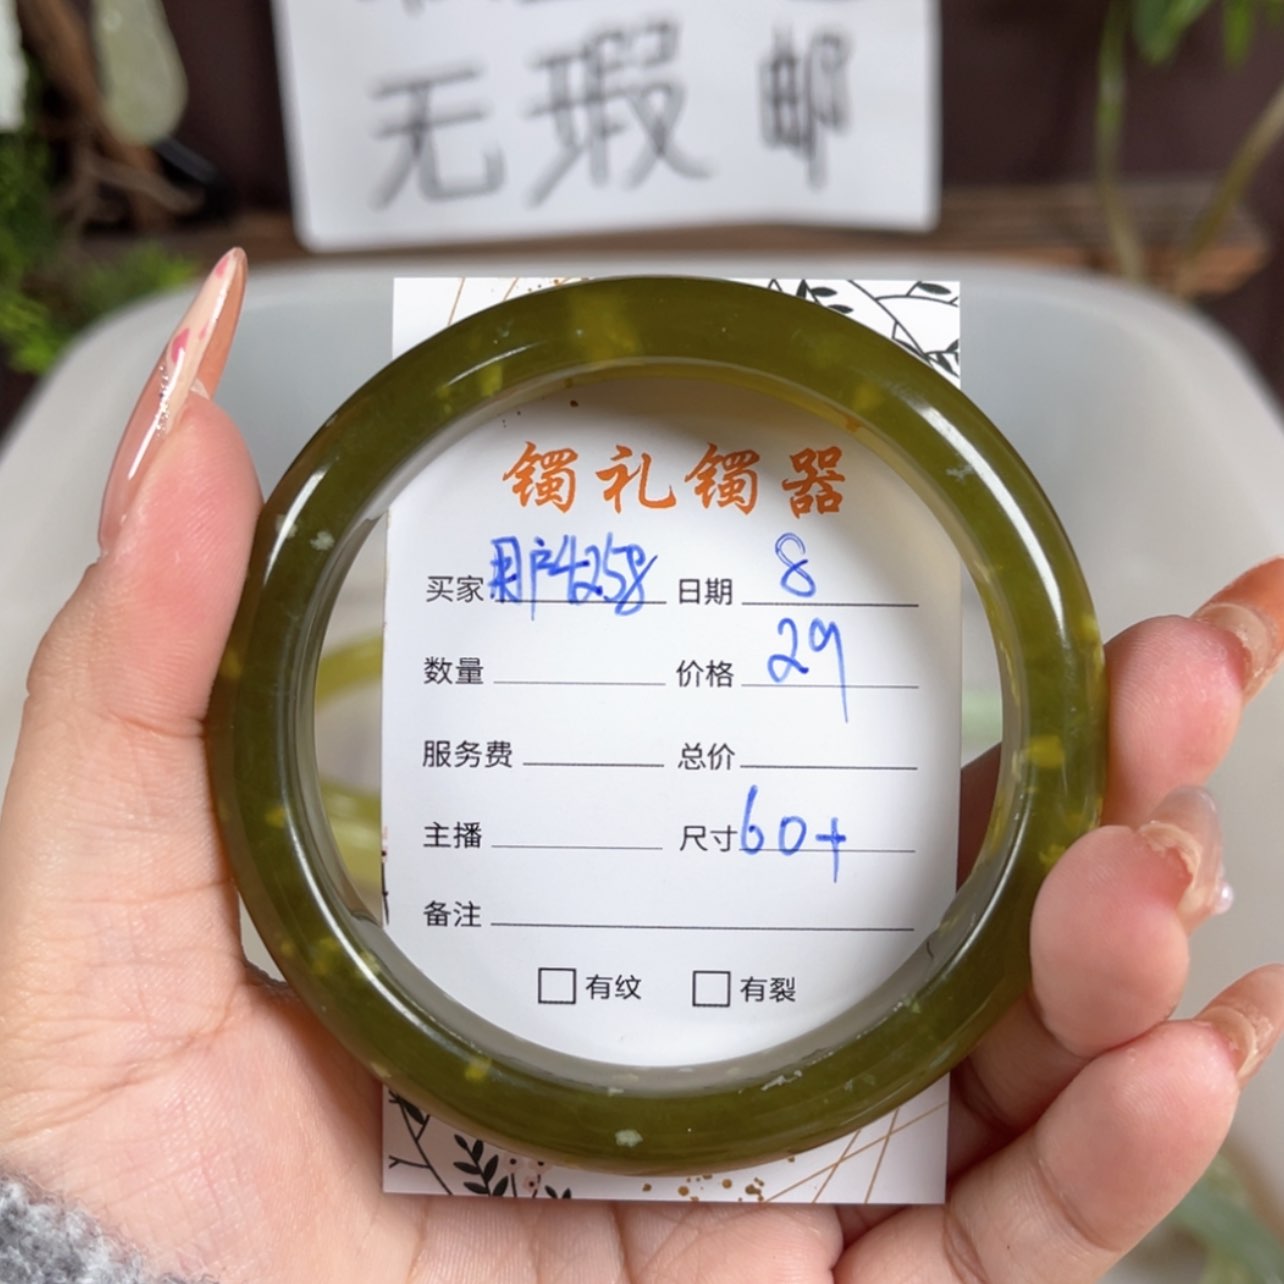 无瑕 邮
镯礼镯器
买家 用户4258 日期 8
数量 价格 29
服务费 总价
主播 尺寸 60+
备注
有纹 有裂